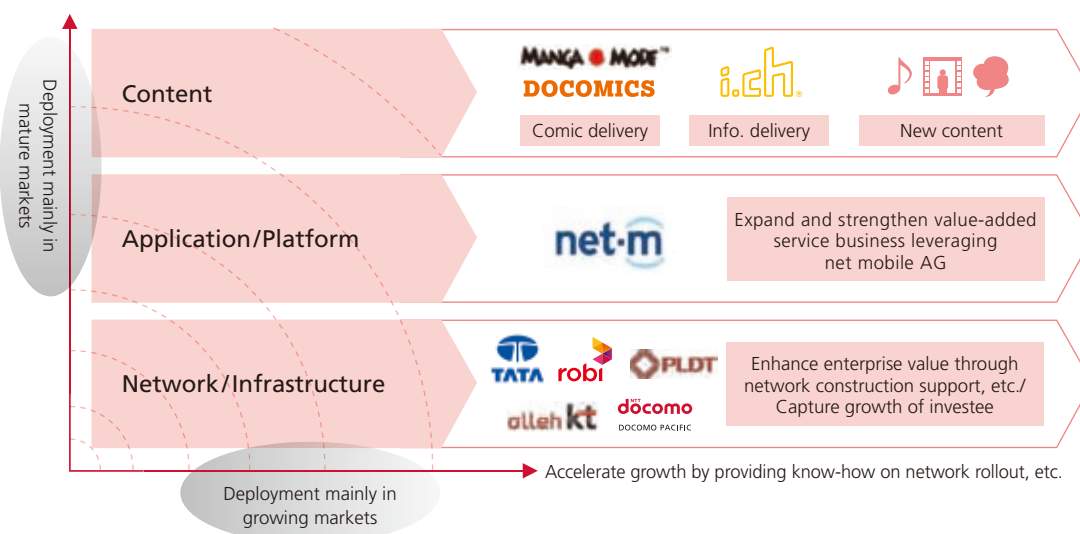 Deployment mainly in
mature markets
Content
MANGA MODE™
DOCOMICS
Comic delivery
i.ch®
Info. delivery
New content
Application/Platform
net-m
Expand and strengthen value-added
service business leveraging
net mobile AG
Network/Infrastructure
TATA
robi
PLDT
olleh kt
NTT
döcomo
DOCOMO PACIFIC
Enhance enterprise value through
network construction support, etc./
Capture growth of investee
Accelerate growth by providing know-how on network rollout, etc.
Deployment mainly in
growing markets